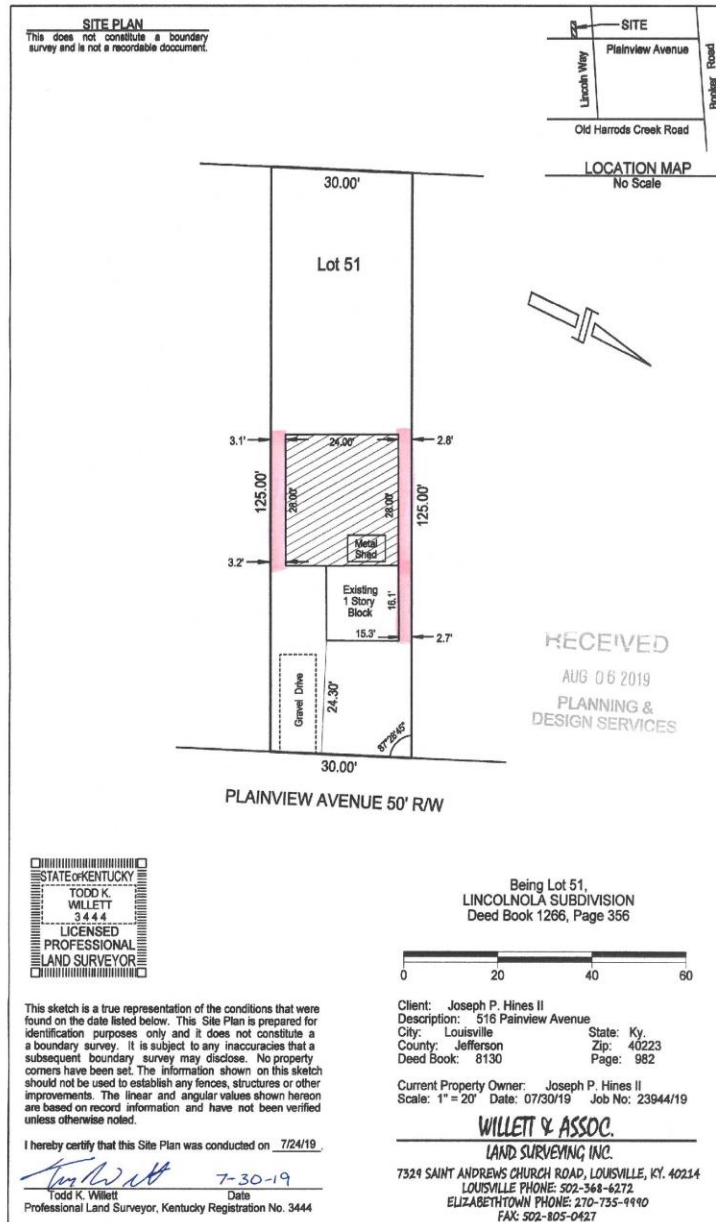 SITE PLAN
This does not constitute a boundary
survey and is not a recordable doccument.
SITE
Plainview Avenue
Lincoln Way
Booker Road
Old Harrods Creek Road
LOCATION MAP
No Scale
30.00'
Lot 51
3.1'
24.00'
2.8'
125.00'
28.00'
28.00'
125.00'
Metal
Shed
3.2'
Existing
1 Story
Block
16.1'
15.3'
2.7'
Gravel Drive
24.30'
87°26'45"
30.00'
PLAINVIEW AVENUE 50' R/W
RECEIVED
AUG 06 2019
PLANNING &
DESIGN SERVICES
STATE OF KENTUCKY
TODD K.
WILLETT
3444
LICENSED
PROFESSIONAL
LAND SURVEYOR
Being Lot 51,
LINCOLNOLA SUBDIVISION
Deed Book 1266, Page 356
0 20 40 60
This sketch is a true representation of the conditions that were
found on the date listed below. This Site Plan is prepared for
identification purposes only and it does not constitute a
a boundary survey. It is subject to any inaccuracies that a
subsequent boundary survey may disclose. No property
corners have been set. The information shown on this sketch
should not be used to establish any fences, structures or other
improvements. The linear and angular values shown hereon
are based on record information and have not been verified
unless otherwise noted.
I hereby certify that this Site Plan was conducted on 7/24/19.
7-30-19
Todd K. Willett Date
Professional Land Surveyor, Kentucky Registration No. 3444
Client: Joseph P. Hines II
Description: 516 Painview Avenue
City: Louisville State: Ky.
County: Jefferson Zip: 40223
Deed Book: 8130 Page: 982
Current Property Owner: Joseph P. Hines II
Scale: 1" = 20' Date: 07/30/19 Job No: 23944/19
WILLETT & ASSOC.
LAND SURVEYING INC.
7329 SAINT ANDREWS CHURCH ROAD, LOUISVILLE, KY. 40214
LOUISVILLE PHONE: 502-368-6272
ELIZABETHTOWN PHONE: 270-735-9990
FAX: 502-805-0427